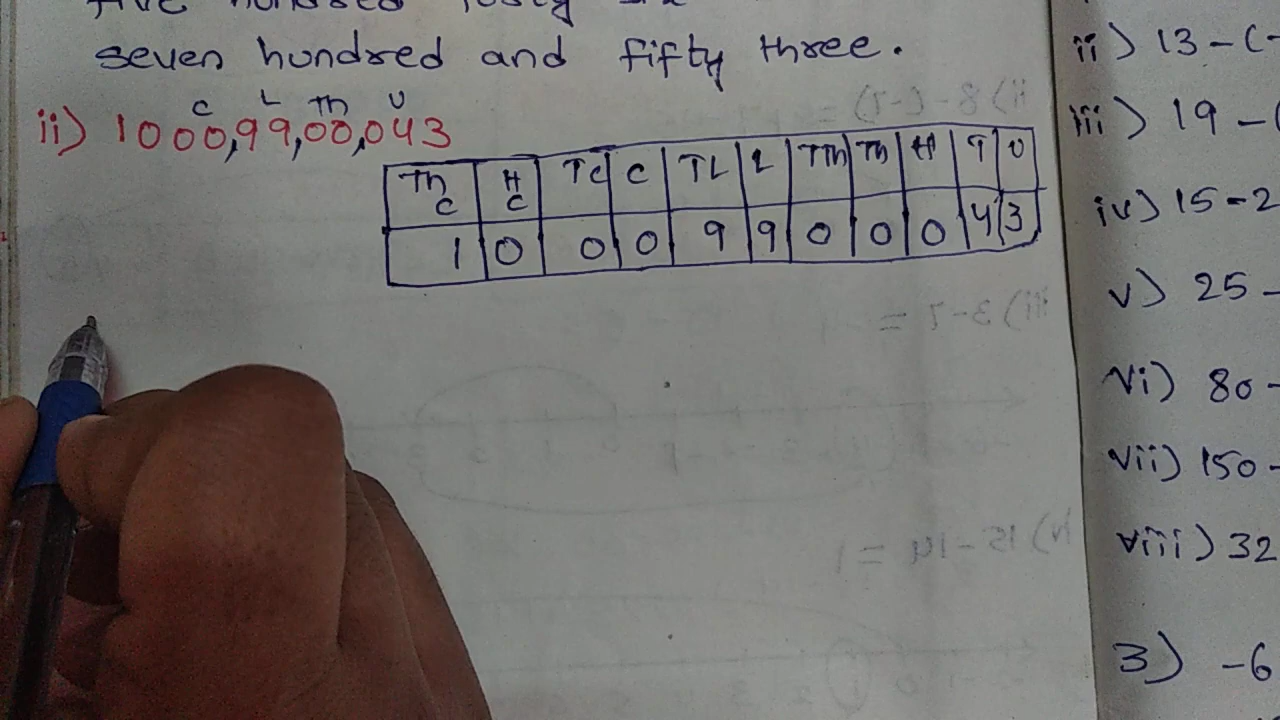 seven hundred and fifty three.
C L Th U
ii) 1000,99,00,043
Th C H C TC C TL L TTh Th H T U
1 0 0 0 9 9 0 0 0 4 3
ii) 13-(-
iii) 19-(
iv) 15-2
v) 25-
vi) 80-
vii) 150-
viii) 32
3) -6